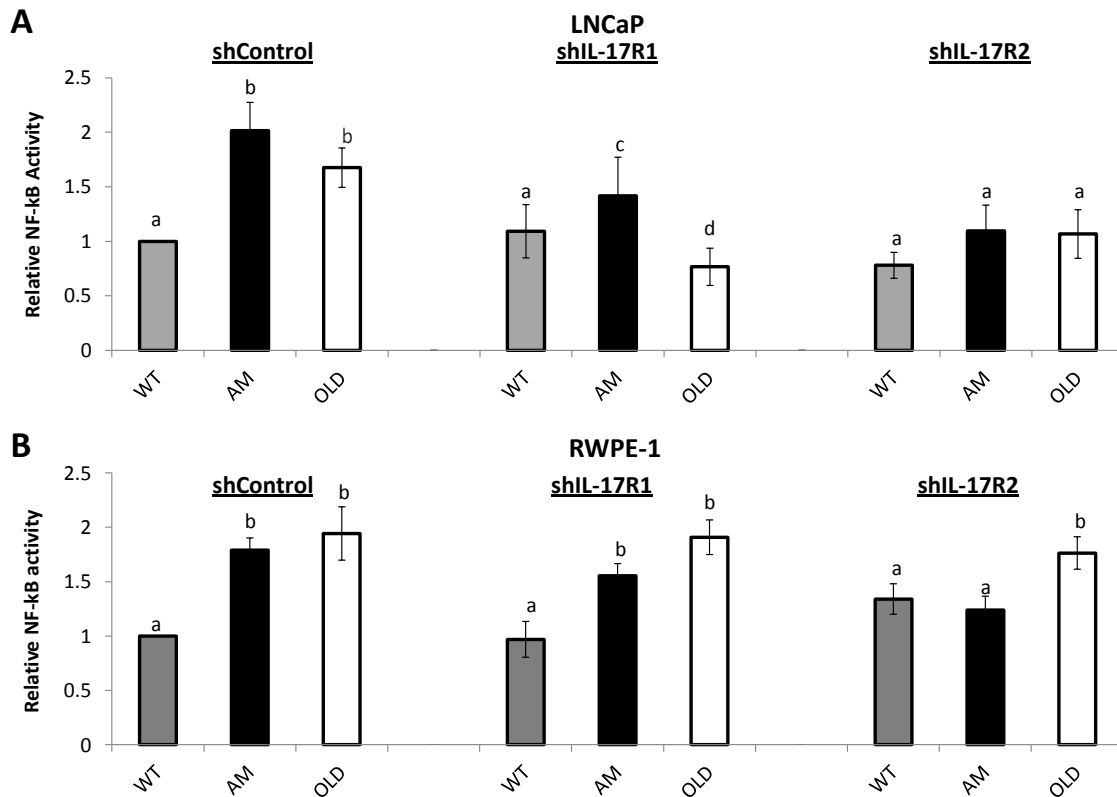 A
LNCaP
shControl shIL-17R1 shIL-17R2
Relative NF-kB Activity
2.5
2
1.5
1
0.5
0
a b b a c d a a a
WT AM OLD WT AM OLD WT AM OLD
B
RWPE-1
shControl shIL-17R1 shIL-17R2
Relative NF-kB activity
2.5
2
1.5
1
0.5
0
a b b a b b a a b
WT AM OLD WT AM OLD WT AM OLD